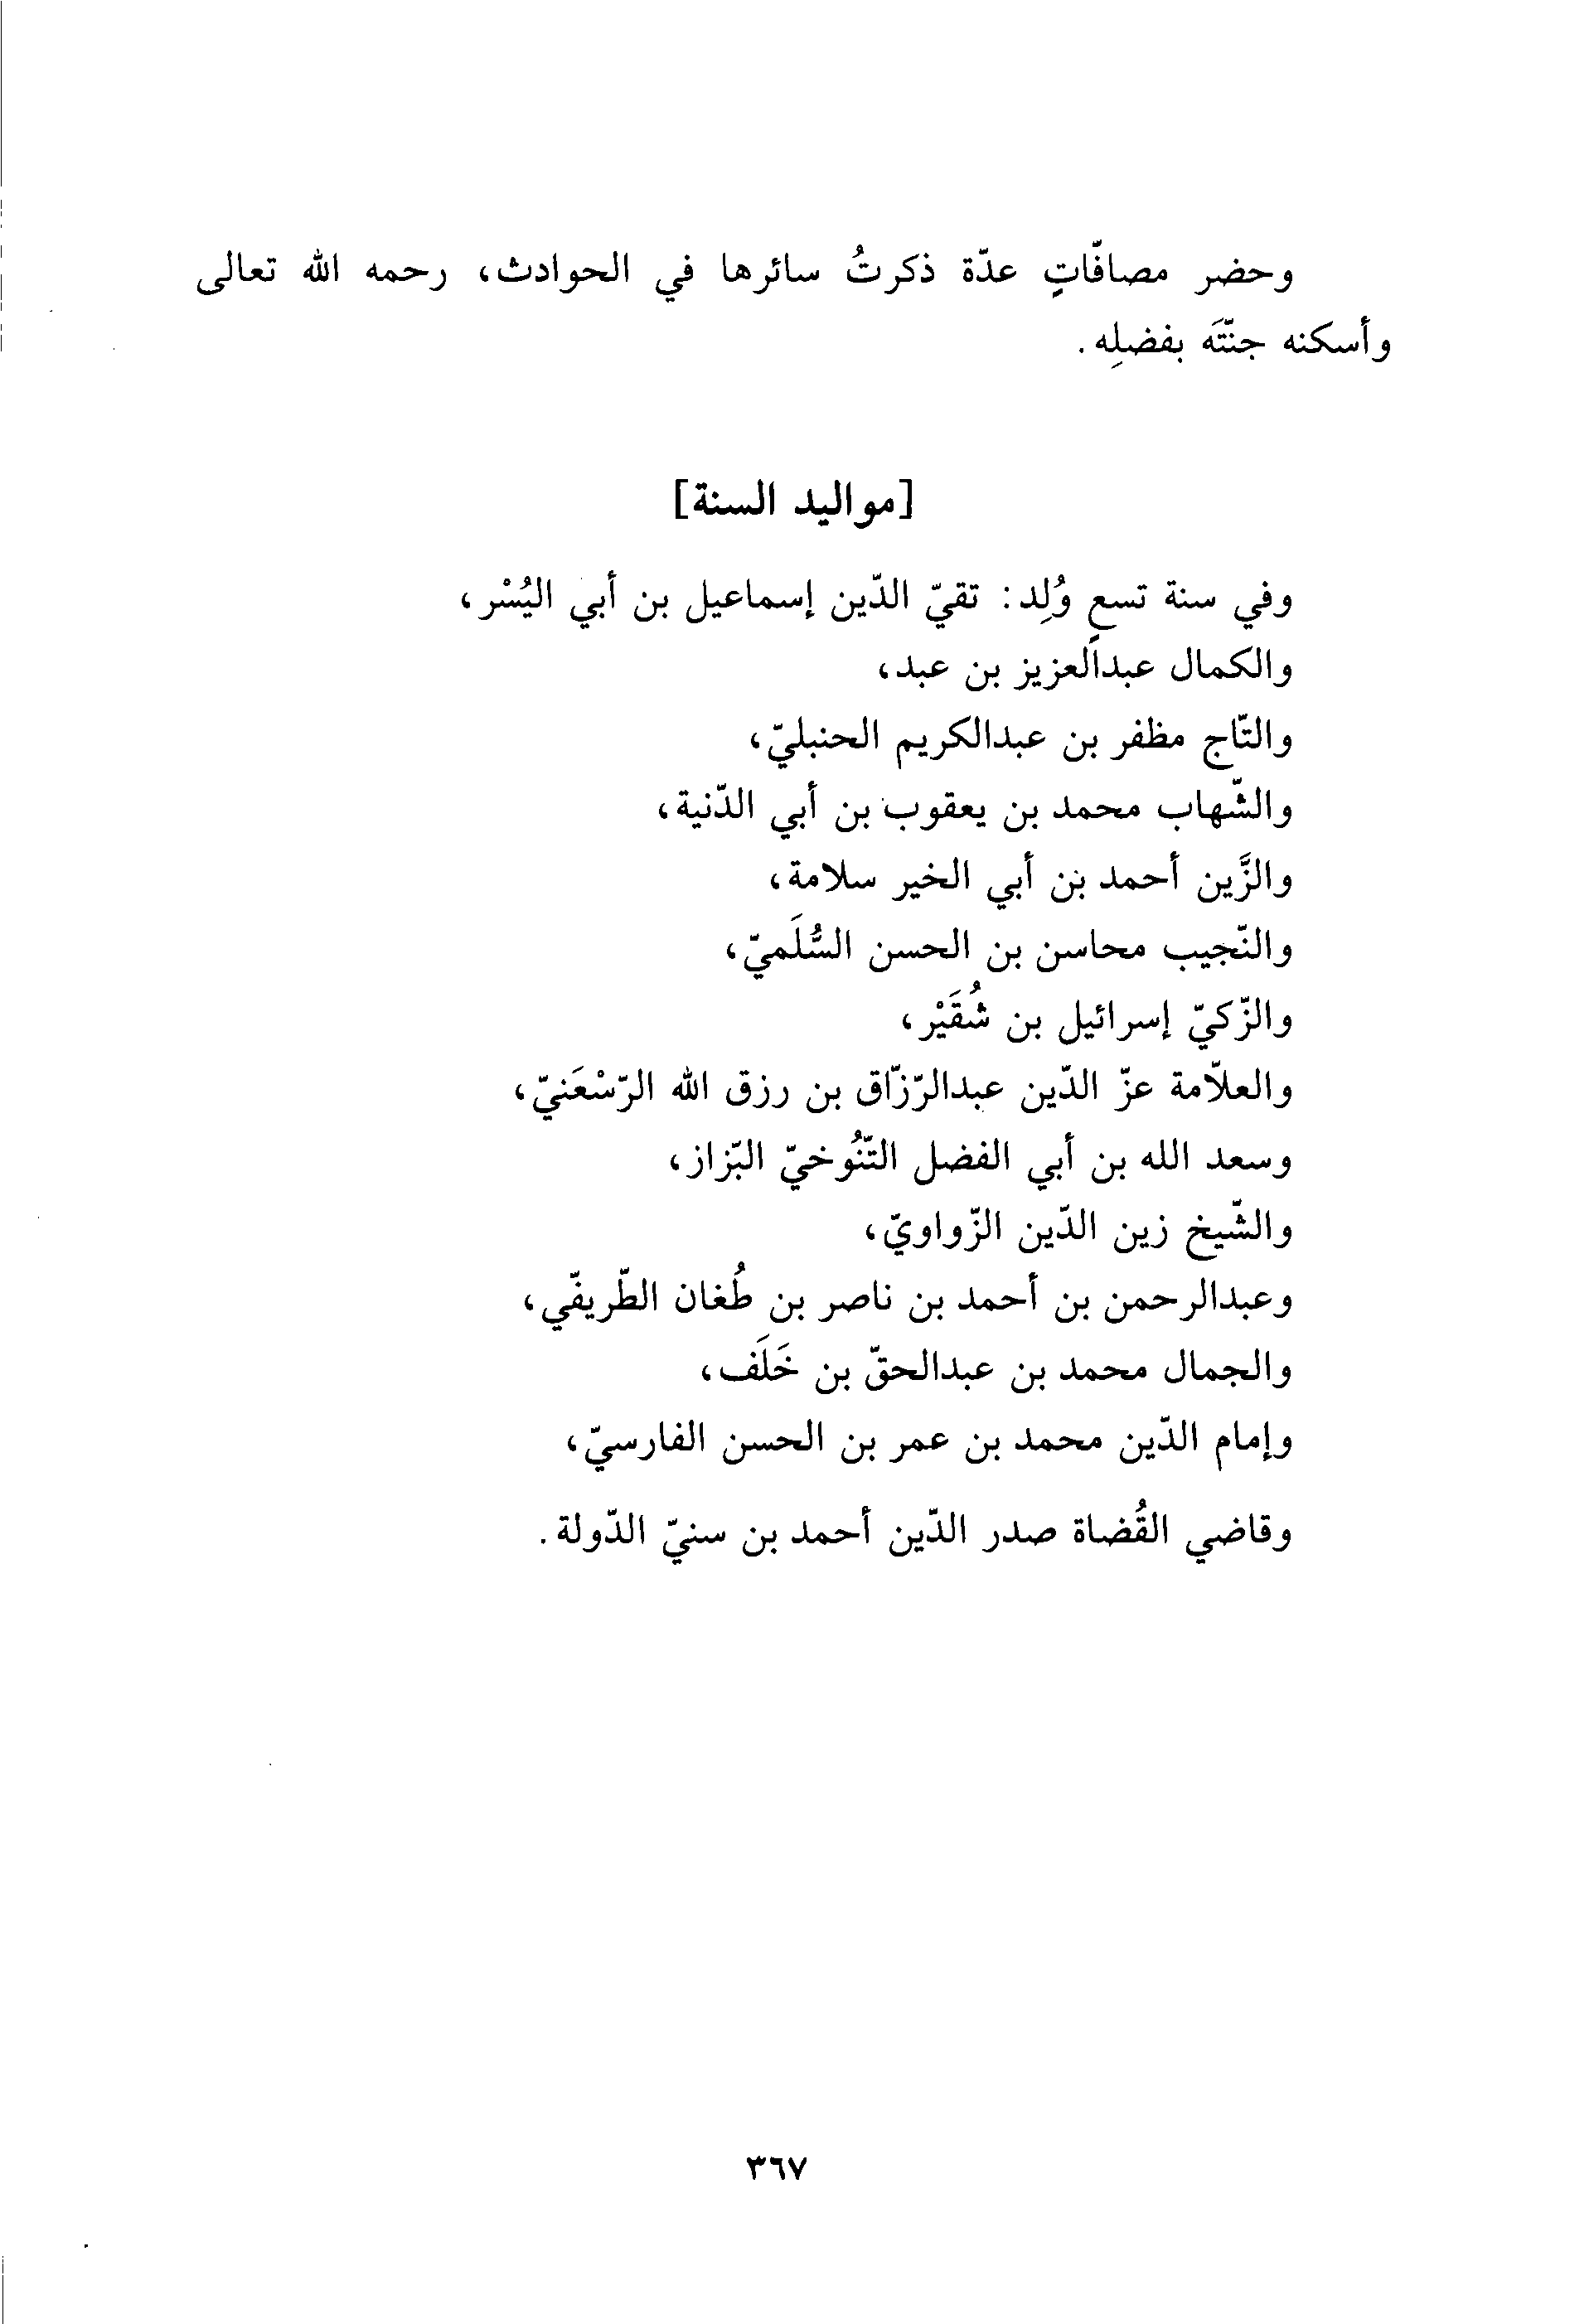 وحضر مصافّاتٍ عدّة ذكرتُ سائرها في الحوادث، رحمه الله تعالى
وأسكنه جنّتَه بفضلِه.
[مواليد السنة]
وفي سنة تسعٍ وُلِد: تقيّ الدّين إسماعيل بن أبي اليُسْر،
والكمال عبدالعزيز بن عبد،
والتّاج مظفر بن عبدالكريم الحنبليّ،
والشّهاب محمد بن يعقوب بن أبي الدّنية،
والزَّين أحمد بن أبي الخير سلامة،
والنّجيب محاسن بن الحسن السُّلَميّ،
والزّكيّ إسرائيل بن شُقَيْر،
والعلاّمة عزّ الدّين عبدالرّزّاق بن رزق الله الرّسْعَنيّ،
وسعد الله بن أبي الفضل التّنُوخيّ البّزاز،
والشّيخ زين الدّين الزّواويّ،
وعبدالرحمن بن أحمد بن ناصر بن طُغان الطّريفّي،
والجمال محمد بن عبدالحقّ بن خَلَف،
وإمام الدّين محمد بن عمر بن الحسن الفارسيّ،
وقاضي القُضاة صدر الدّين أحمد بن سنيّ الدّولة.
٣٦٧